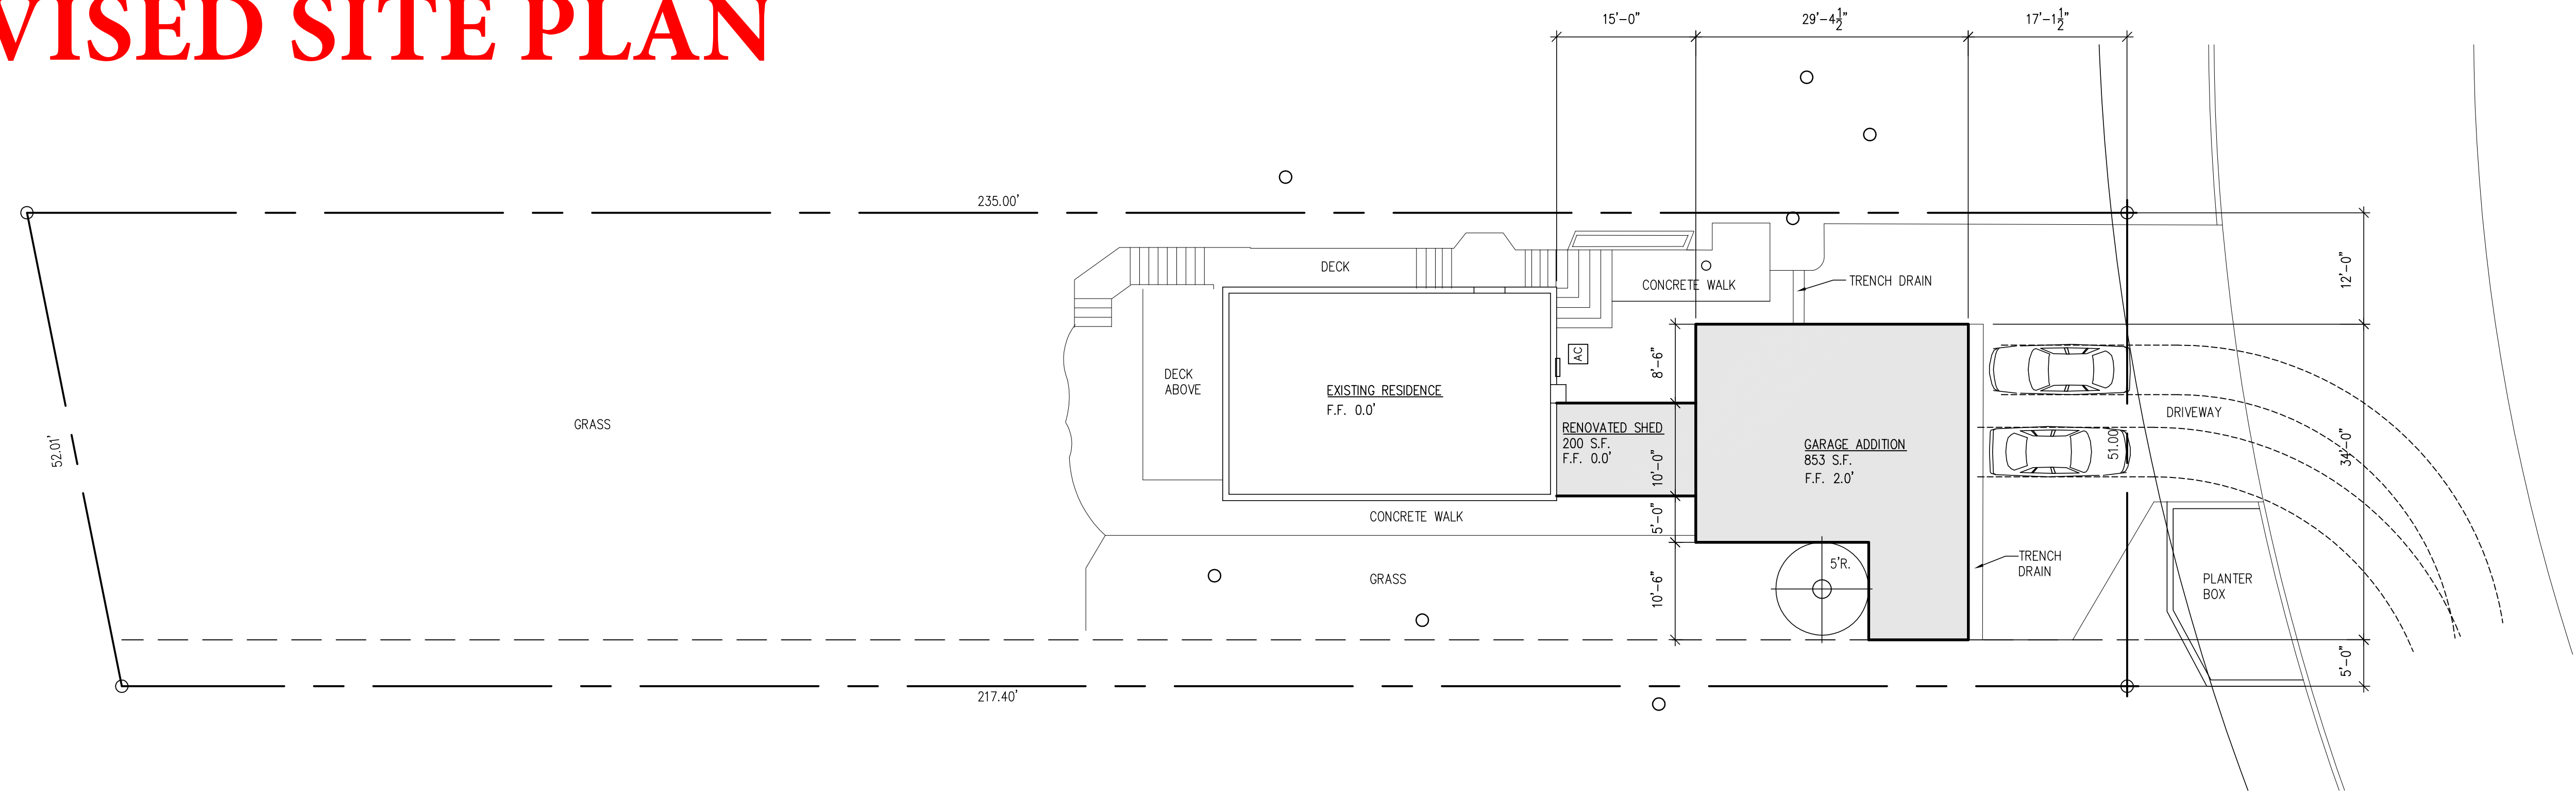 VISED SITE PLAN
15'-0"
29'-4½"
17'-1½"
235.00'
DECK
CONCRETE WALK
TRENCH DRAIN
12'-0"
AC
8'-6"
DECK
ABOVE
EXISTING RESIDENCE
F.F. 0.0'
DRIVEWAY
GRASS
RENOVATED SHED
200 S.F.
F.F. 0.0'
10'-0"
GARAGE ADDITION
853 S.F.
F.F. 2.0'
51.00'
34'-0"
52.01'
CONCRETE WALK
5'-0"
5'R.
TRENCH
DRAIN
GRASS
10'-6"
PLANTER
BOX
5'-0"
217.40'